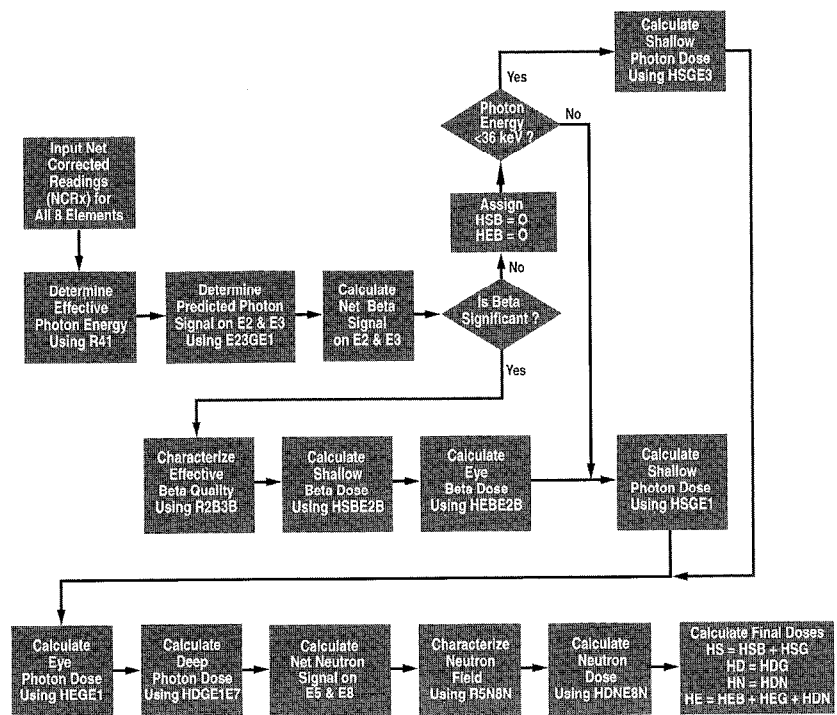 Input Net
Corrected
Readings
(NCRx) for
All 8 Elements
Determine
Effective
Photon Energy
Using R41
Determine
Predicted Photon
Signal on E2 & E3
Using E23GE1
Calculate
Net Beta
Signal
on E2 & E3
Is Beta
Significant ?
No
Assign
HSB = O
HEB = O
Photon
Energy
<36 keV ?
Yes
No
Calculate
Shallow
Photon Dose
Using HSGE3
Yes
Characterize
Effective
Beta Quality
Using R2B3B
Calculate
Shallow
Beta Dose
Using HSBE2B
Calculate
Eye
Beta Dose
Using HEBE2B
Calculate
Shallow
Photon Dose
Using HSGE1
Calculate
Eye
Photon Dose
Using HEGE1
Calculate
Deep
Photon Dose
Using HDGE1E7
Calculate
Net Neutron
Signal on
E5 & E8
Characterize
Neutron
Field
Using R5N8N
Calculate
Neutron
Dose
Using HDNE8N
Calculate Final Doses
HS = HSB + HSG
HD = HDG
HN = HDN
HE = HEB + HEG + HDN